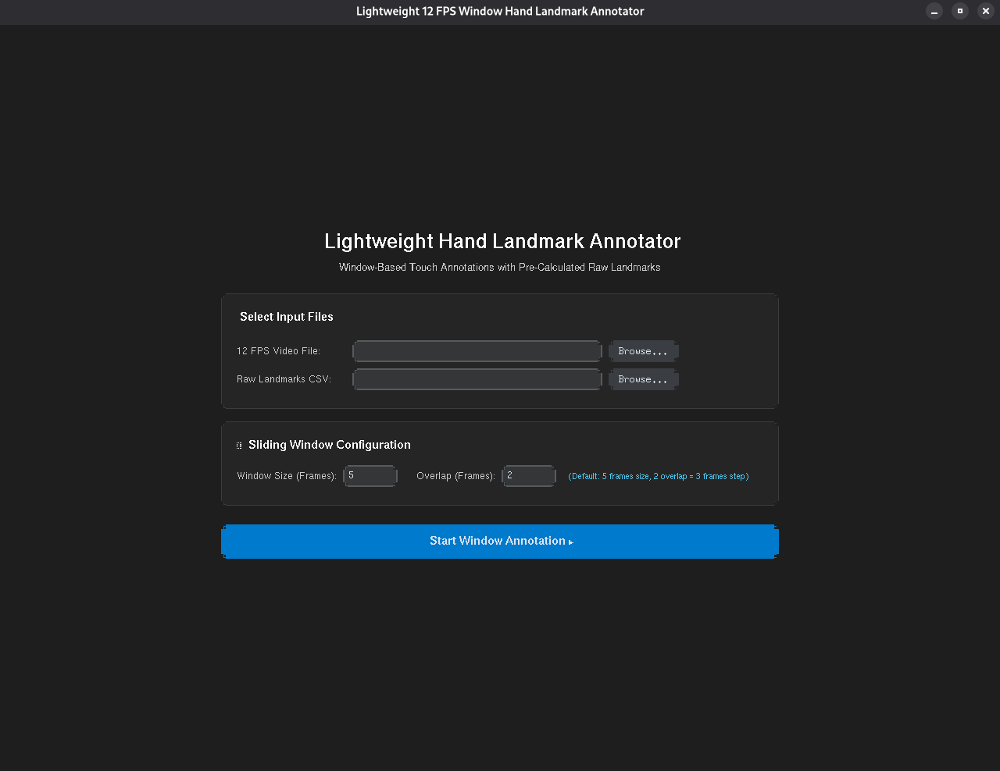 Lightweight 12 FPS Window Hand Landmark Annotator
Lightweight Hand Landmark Annotator
Window-Based Touch Annotations with Pre-Calculated Raw Landmarks
Select Input Files
12 FPS Video File:
Browse...
Raw Landmarks CSV:
Browse...
Sliding Window Configuration
Window Size (Frames): 5 Overlap (Frames): 2 (Default: 5 frames size, 2 overlap = 3 frames step)
Start Window Annotation ▸